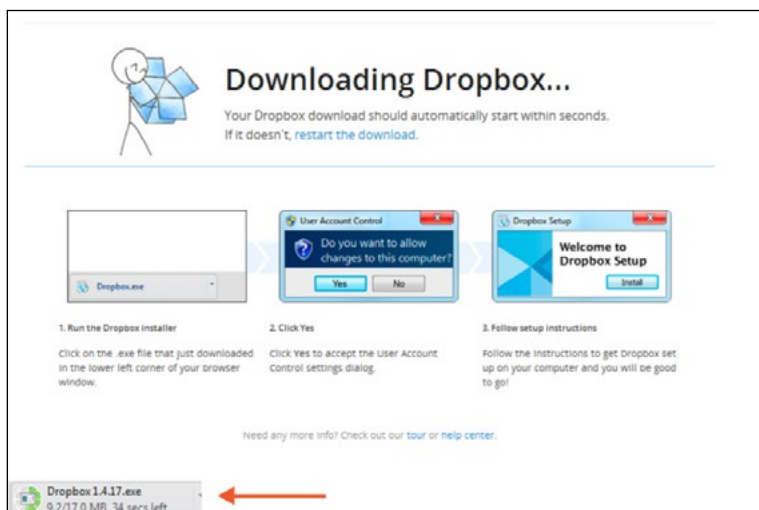 Downloading Dropbox...
Your Dropbox download should automatically start within seconds.
If it doesn't, restart the download.
Dropbox.exe
User Account Control
Do you want to allow
changes to this computer?
Yes
No
Dropbox Setup
Welcome to
Dropbox Setup
Install
1. Run the Dropbox installer
Click on the .exe file that just downloaded
in the lower left corner of your browser
window.
2. Click Yes
Click Yes to accept the User Account
Control settings dialog.
3. Follow setup instructions
Follow the instructions to get Dropbox set
up on your computer and you will be good
to go!
Need any more info? Check out our tour or help center.
Dropbox 1.4.17.exe
9.2/17.0 MB, 34 secs left